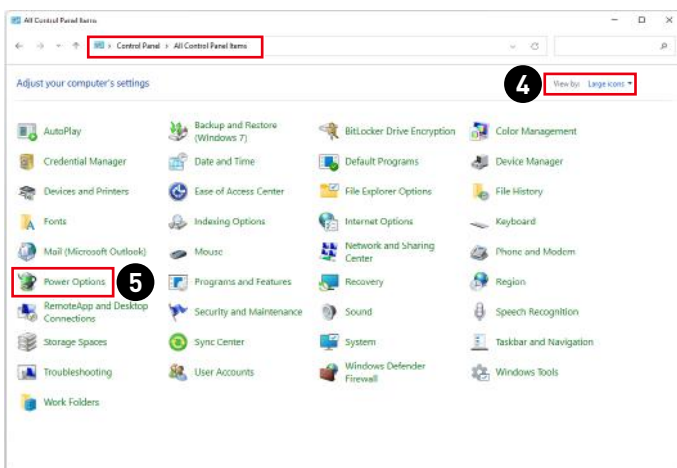 All Control Panel Items
Control Panel > All Control Panel Items
Adjust your computer's settings
4
View by: Large icons
AutoPlay
Backup and Restore
(Windows 7)
BitLocker Drive Encryption
Color Management
Credential Manager
Date and Time
Default Programs
Device Manager
Devices and Printers
Ease of Access Center
File Explorer Options
File History
Fonts
Indexing Options
Internet Options
Keyboard
Mail (Microsoft Outlook)
Mouse
Network and Sharing
Center
Phone and Modem
Power Options
5
Programs and Features
Recovery
Region
RemoteApp and Desktop
Connections
Security and Maintenance
Sound
Speech Recognition
Storage Spaces
Sync Center
System
Taskbar and Navigation
Troubleshooting
User Accounts
Windows Defender
Firewall
Windows Tools
Work Folders